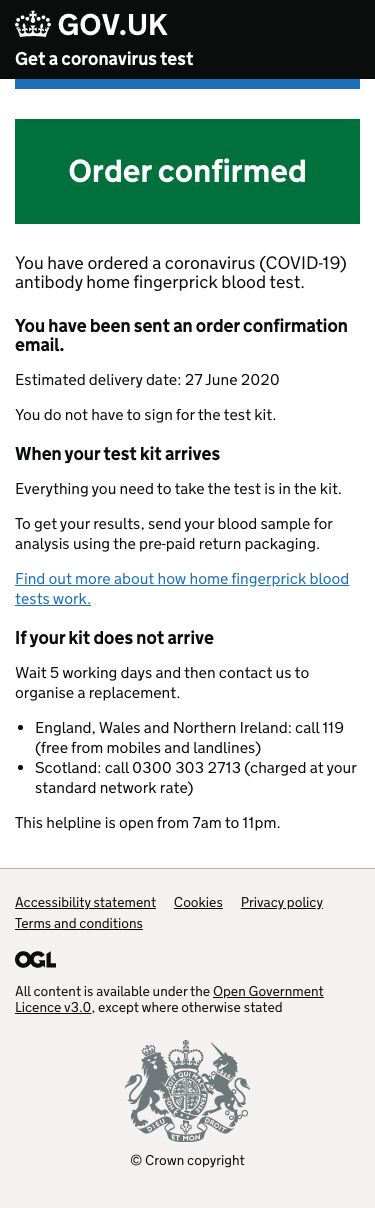 GOV.UK
Get a coronavirus test
Order confirmed
You have ordered a coronavirus (COVID-19)
antibody home fingerprick blood test.
You have been sent an order confirmation
email.
Estimated delivery date: 27 June 2020
You do not have to sign for the test kit.
When your test kit arrives
Everything you need to take the test is in the kit.
To get your results, send your blood sample for
analysis using the pre-paid return packaging.
Find out more about how home fingerprick blood
tests work.
If your kit does not arrive
Wait 5 working days and then contact us to
organise a replacement.
• England, Wales and Northern Ireland: call 119
(free from mobiles and landlines)
• Scotland: call 0300 303 2713 (charged at your
standard network rate)
This helpline is open from 7am to 11pm.
Accessibility statement Cookies Privacy policy
Terms and conditions
OGL
All content is available under the Open Government
Licence v3.0, except where otherwise stated
DIEU ET MON DROIT
© Crown copyright